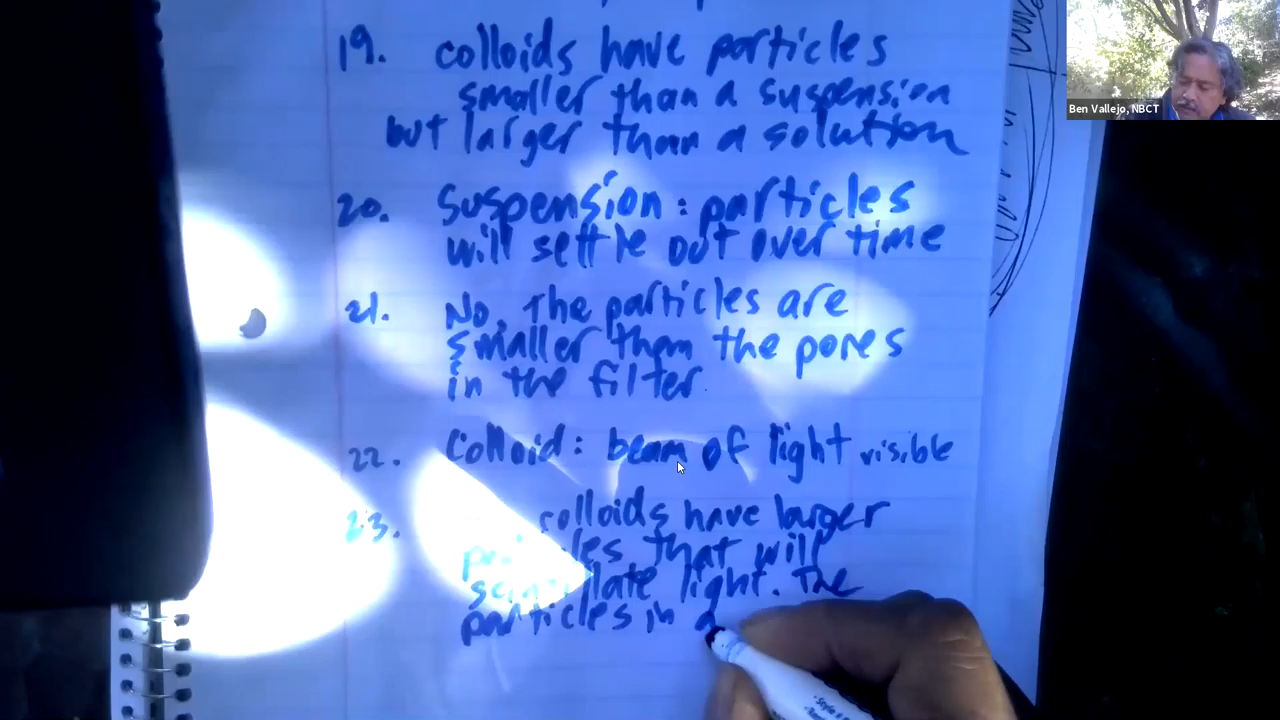 19. colloids have particles
smaller than a suspension
but larger than a solution
20. Suspension: particles
will settle out over time
21. No, the particles are
smaller than the pores
in the filter.
22. Colloid: beam of light visible
23. colloids have larger
that will
light. The
particles in a
Ben Vallejo, NBCT